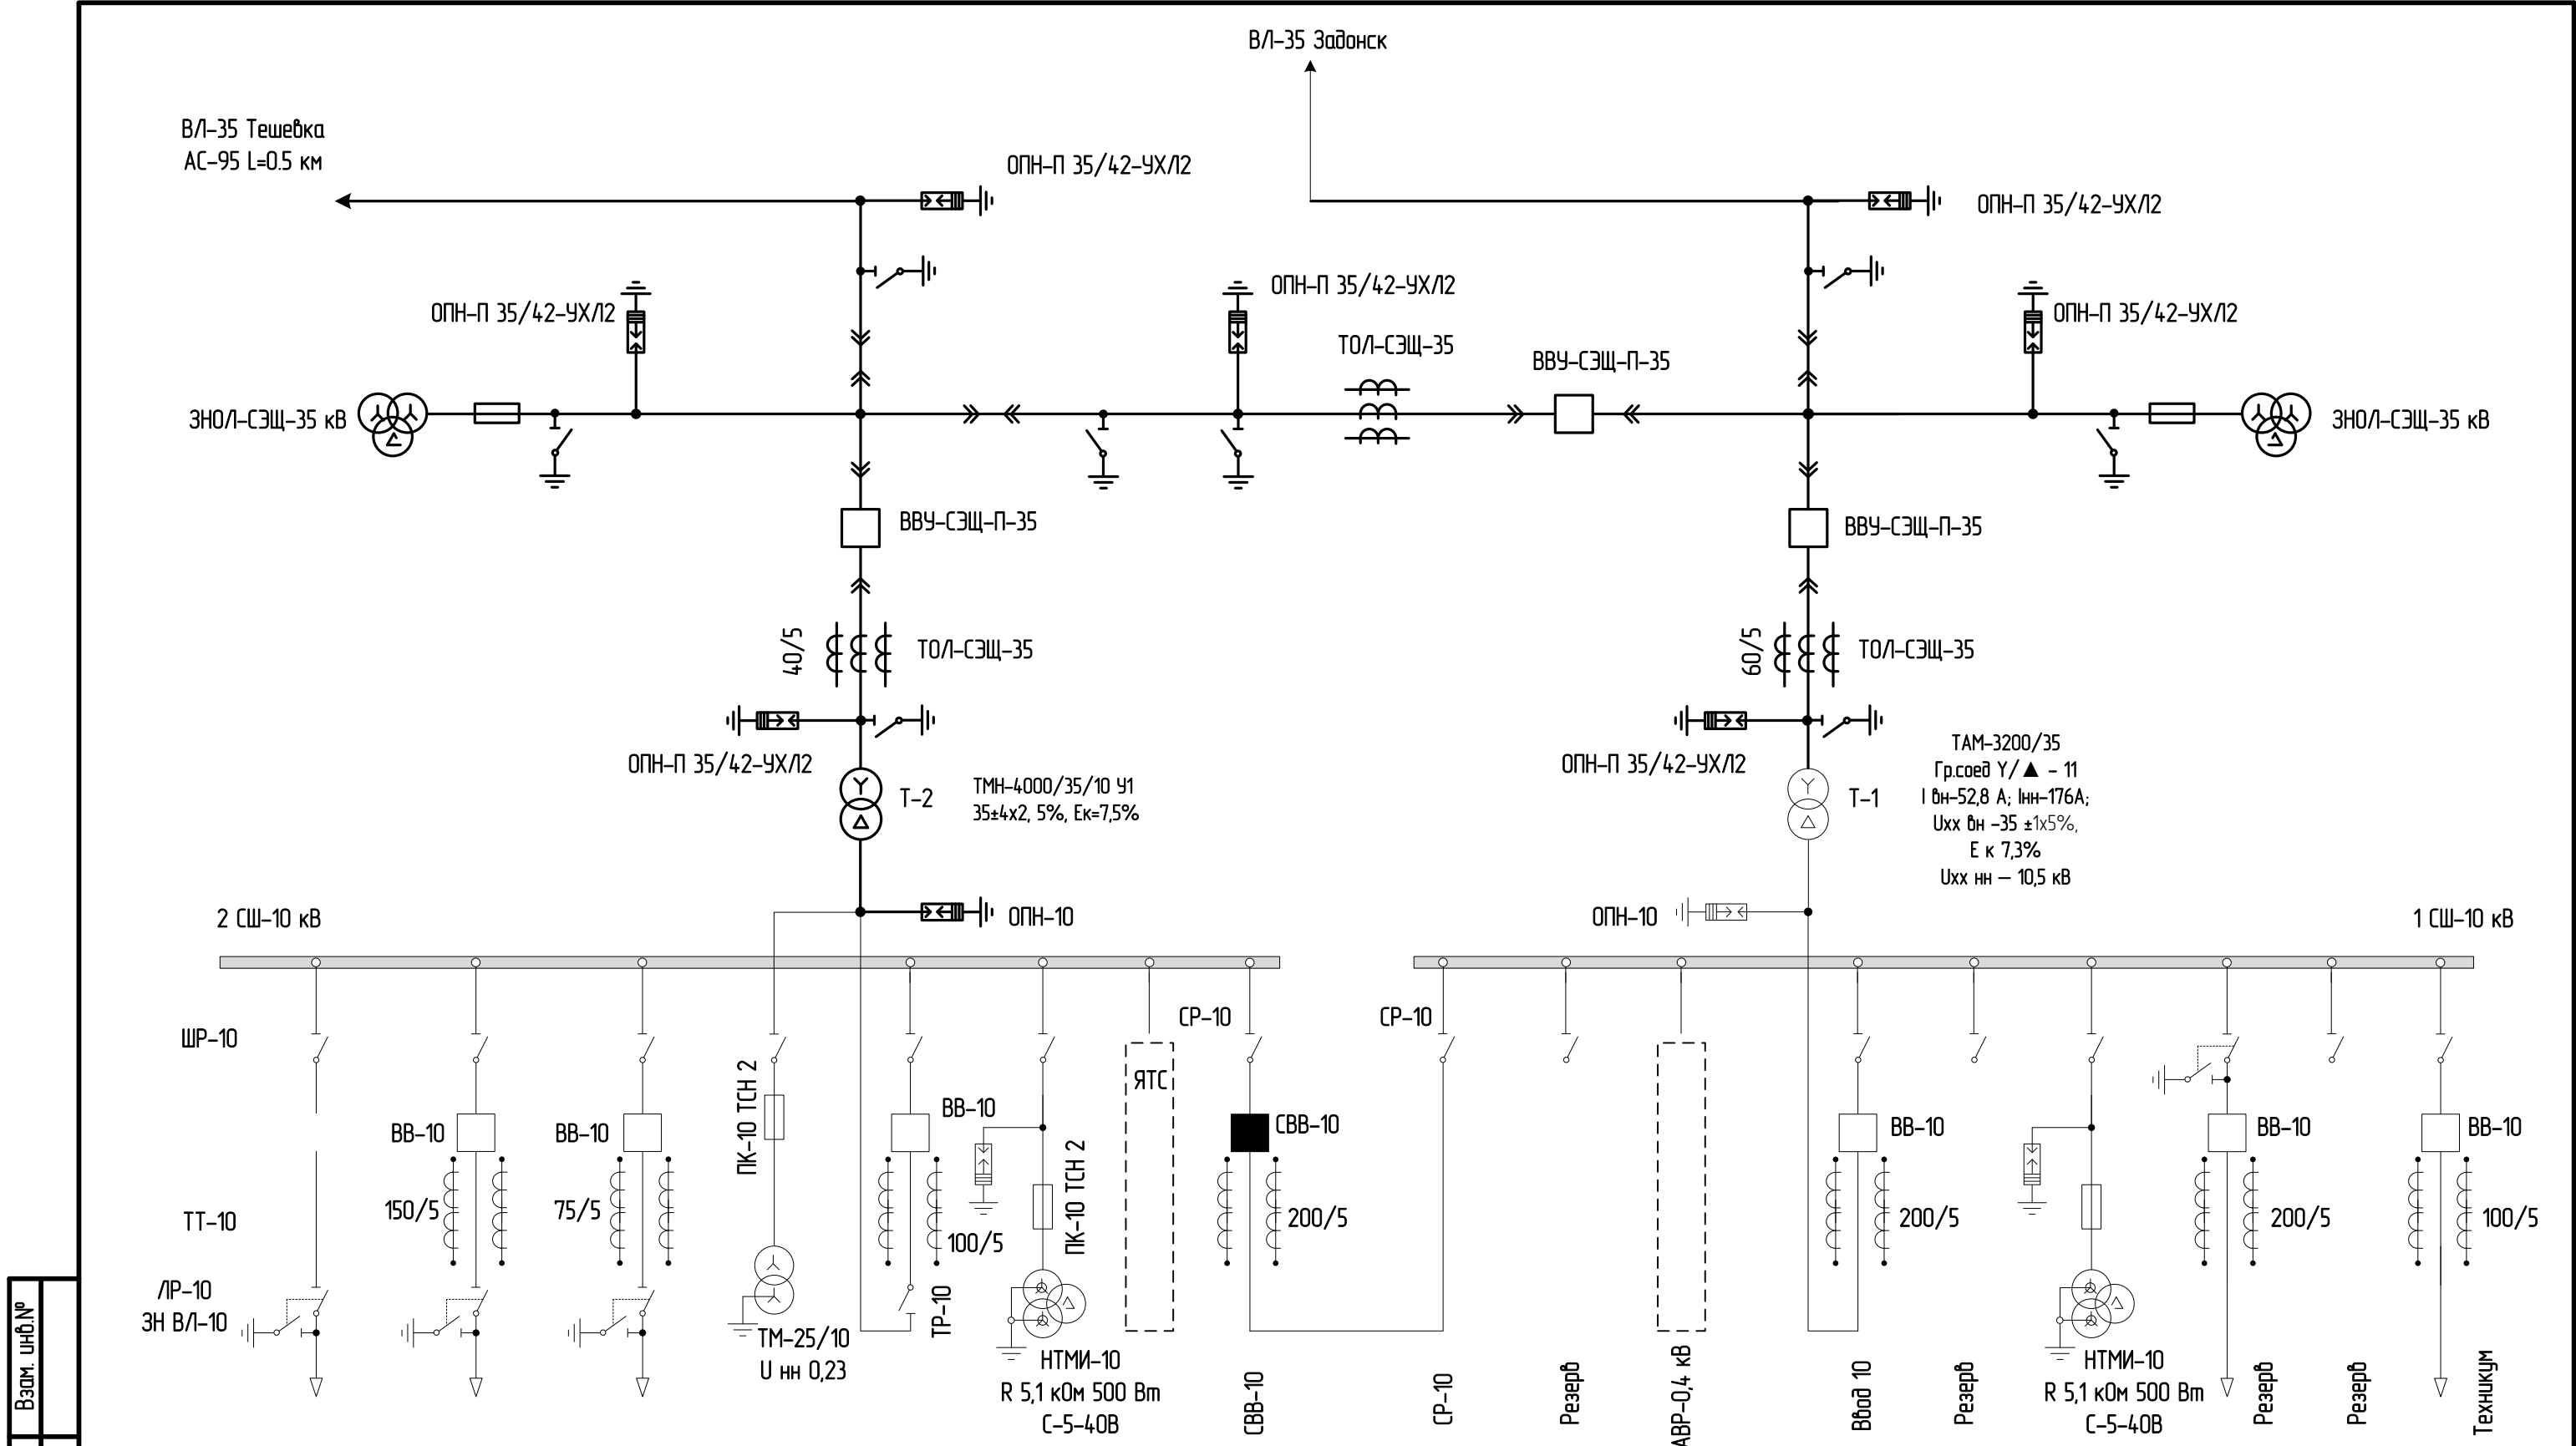 ВЛ-35 Задонск
ВЛ-35 Тешевка
АС-95 L=0.5 км
ОПН-П 35/42-УХЛ2
ОПН-П 35/42-УХЛ2
ОПН-П 35/42-УХЛ2
ОПН-П 35/42-УХЛ2
ОПН-П 35/42-УХЛ2
ТОЛ-СЭЩ-35
ВВУ-СЭЩ-П-35
ЗНОЛ-СЭЩ-35 кВ
ЗНОЛ-СЭЩ-35 кВ
ВВУ-СЭЩ-П-35
ВВУ-СЭЩ-П-35
40/5
ТОЛ-СЭЩ-35
60/5
ТОЛ-СЭЩ-35
ОПН-П 35/42-УХЛ2
ОПН-П 35/42-УХЛ2
Т-2
ТМН-4000/35/10 У1
35±4х2, 5%, Ек=7,5%
Т-1
ТАМ-3200/35
Гр.соед Y/▲ - 11
I вн-52,8 А; Iнн-176А;
Uхх вн -35 ±1х5%,
Е к 7,3%
Uхх нн — 10,5 кВ
2 СШ-10 кВ
ОПН-10
ОПН-10
1 СШ-10 кВ
ШР-10
ПК-10 ТСН 2
ЯТС
СР-10
СР-10
ВВ-10
ВВ-10
ВВ-10
СВВ-10
ВВ-10
ВВ-10
ВВ-10
ТТ-10
150/5
75/5
100/5
ПК-10 ТСН 2
200/5
200/5
200/5
100/5
ЛР-10
ЗН ВЛ-10
ТМ-25/10
U нн 0,23
ТР-10
НТМИ-10
R 5,1 кОм 500 Вт
С-5-40В
СВВ-10
СР-10
Резерв
АВР-0,4 кВ
Ввод 10
Резерв
НТМИ-10
R 5,1 кОм 500 Вт
С-5-40В
Резерв
Резерв
Техникум
Взам. инв.№